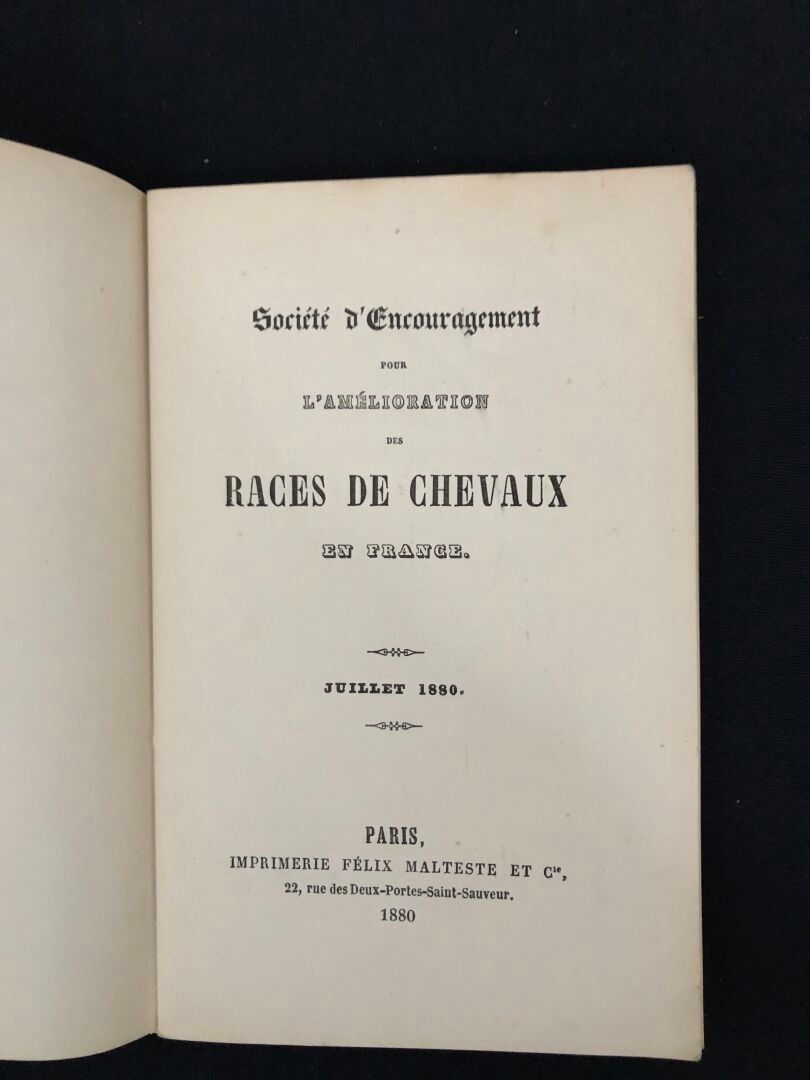 Société d'Encouragement
POUR
L'AMÉLIORATION
DES
RACES DE CHEVAUX
EN FRANCE.
JUILLET 1880.
PARIS,
IMPRIMERIE FÉLIX MALTESTE ET Cie,
22, rue des Deux-Portes-Saint-Sauveur.
1880